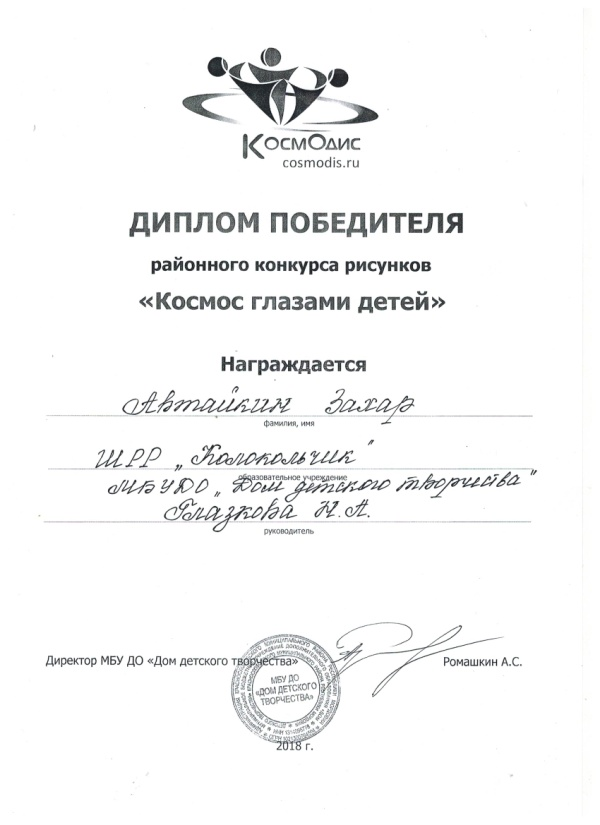 КосмОдис
cosmodis.ru
ДИПЛОМ ПОБЕДИТЕЛЯ
районного конкурса рисунков
«Космос глазами детей»
Награждается
Автайкин Захар
фамилия, имя
ШРР „Колокольчик"
образовательное учреждение
МБУДО „Дом детского творчества"
Глазкова Н.А.
руководитель
Директор МБУ ДО «Дом детского творчества» Ромашкин А.С.
МБУ ДО
«ДОМ ДЕТСКОГО
ТВОРЧЕСТВА»
2018 г.